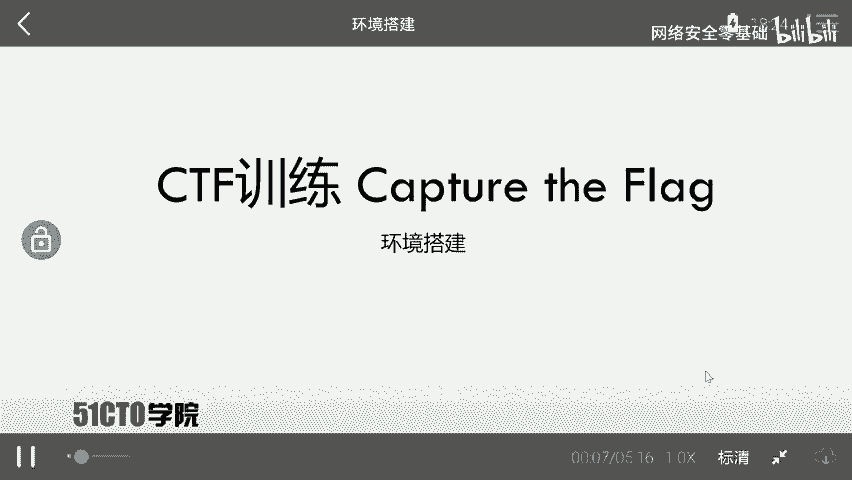 环境搭建
网络安全零基础 bilibili
CTF训练 Capture the Flag
环境搭建
51CTO学院
00:07/05:16 1.0X 标清